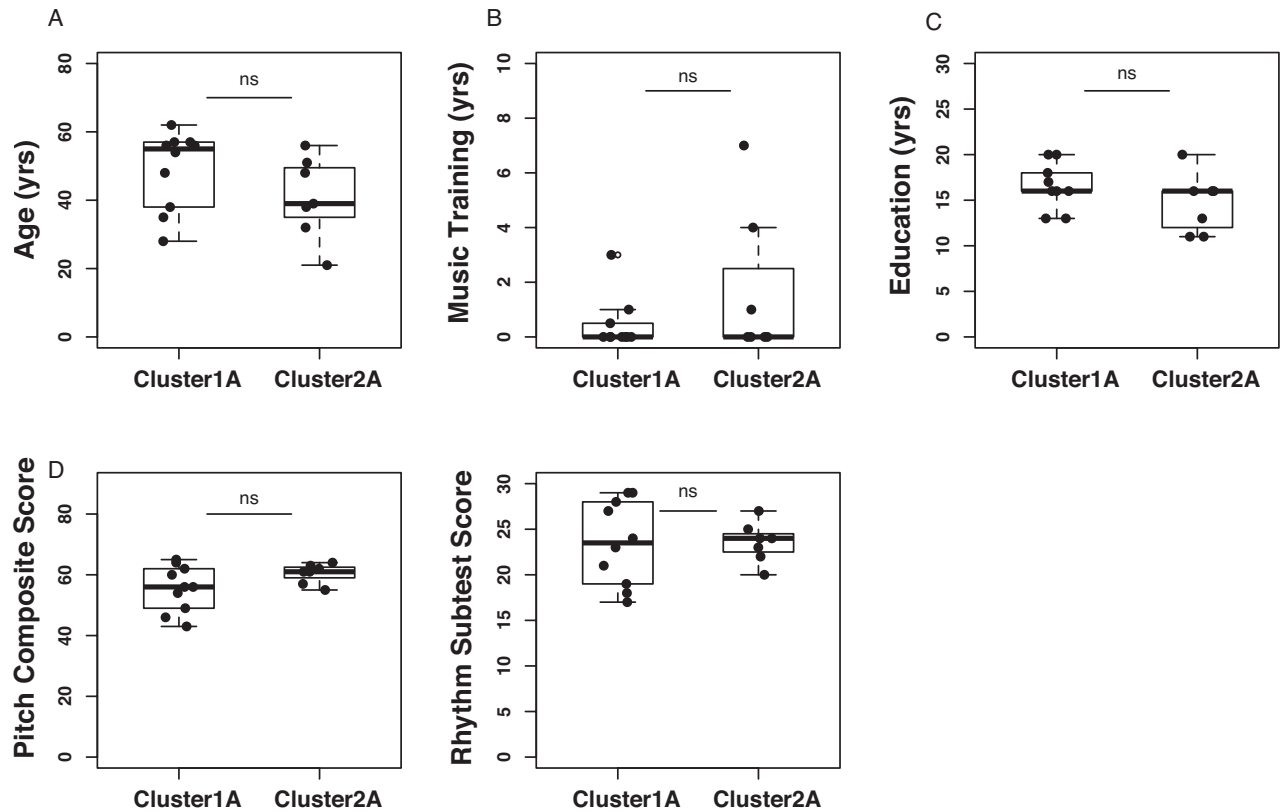 A
Age (yrs)
80
60
40
20
0
ns
Cluster1A Cluster2A
B
Music Training (yrs)
10
8
6
4
2
0
ns
Cluster1A Cluster2A
C
Education (yrs)
30
25
20
15
10
5
0
ns
Cluster1A Cluster2A
D
Pitch Composite Score
80
60
40
20
0
ns
Cluster1A Cluster2A
Rhythm Subtest Score
30
25
20
15
10
5
0
ns
Cluster1A Cluster2A